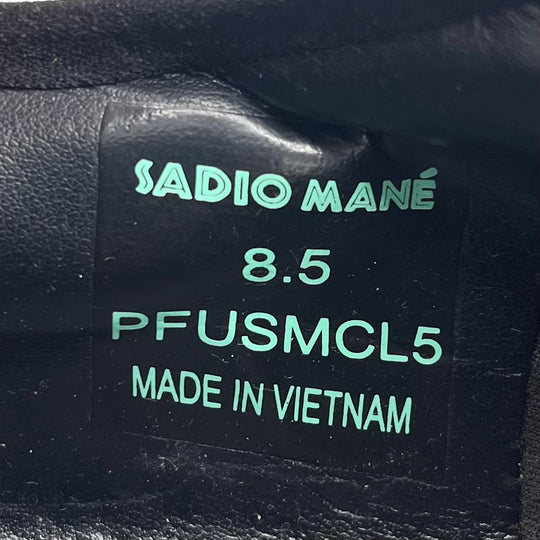 SADIO MANÉ
8.5
PFUSMCL5
MADE IN VIETNAM